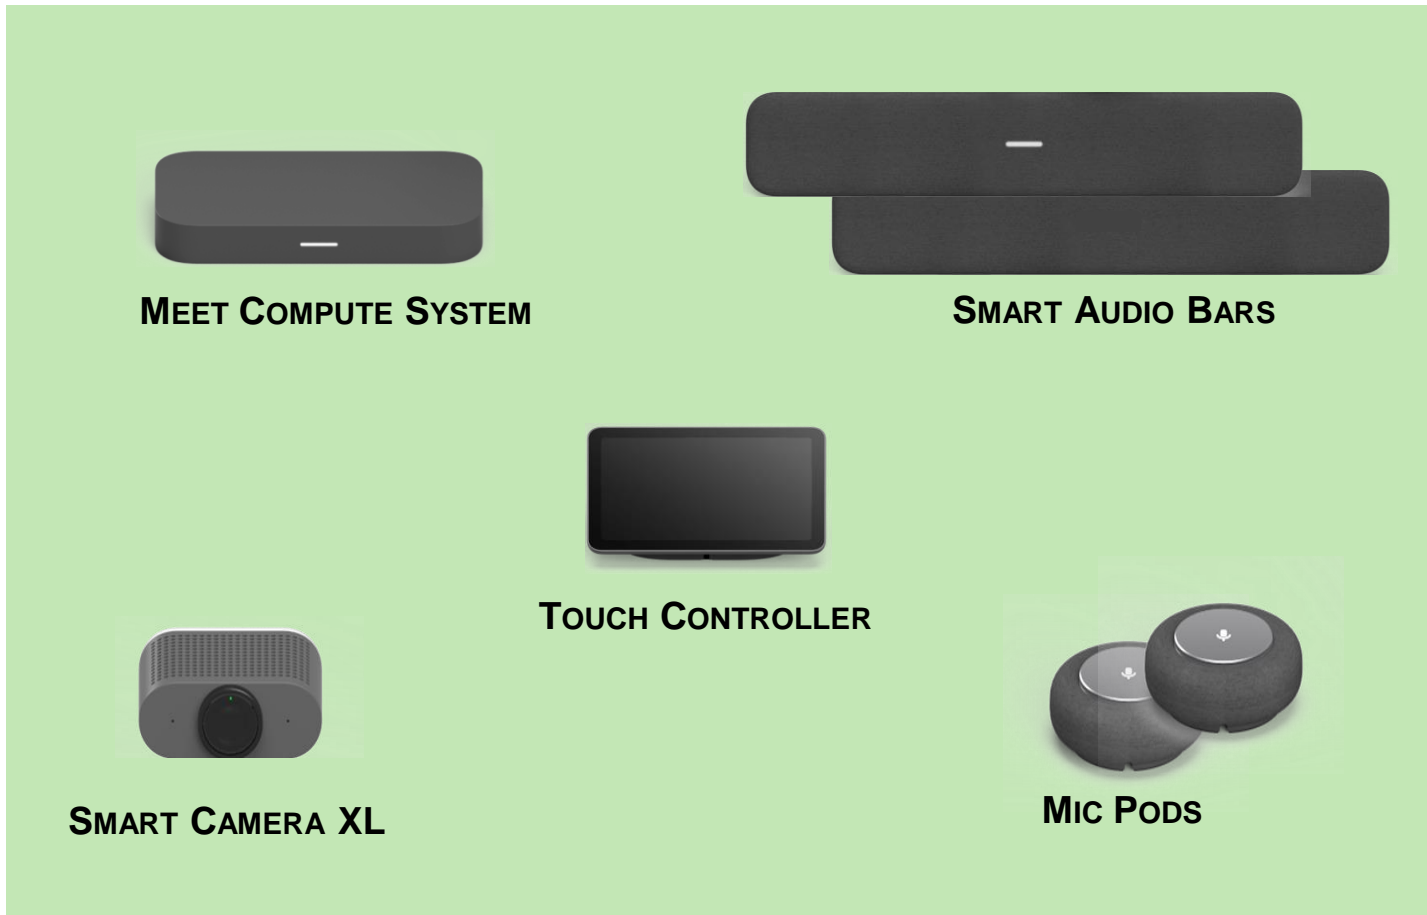 Meet Compute System
Smart Audio Bars
Touch Controller
Smart Camera XL
Mic Pods